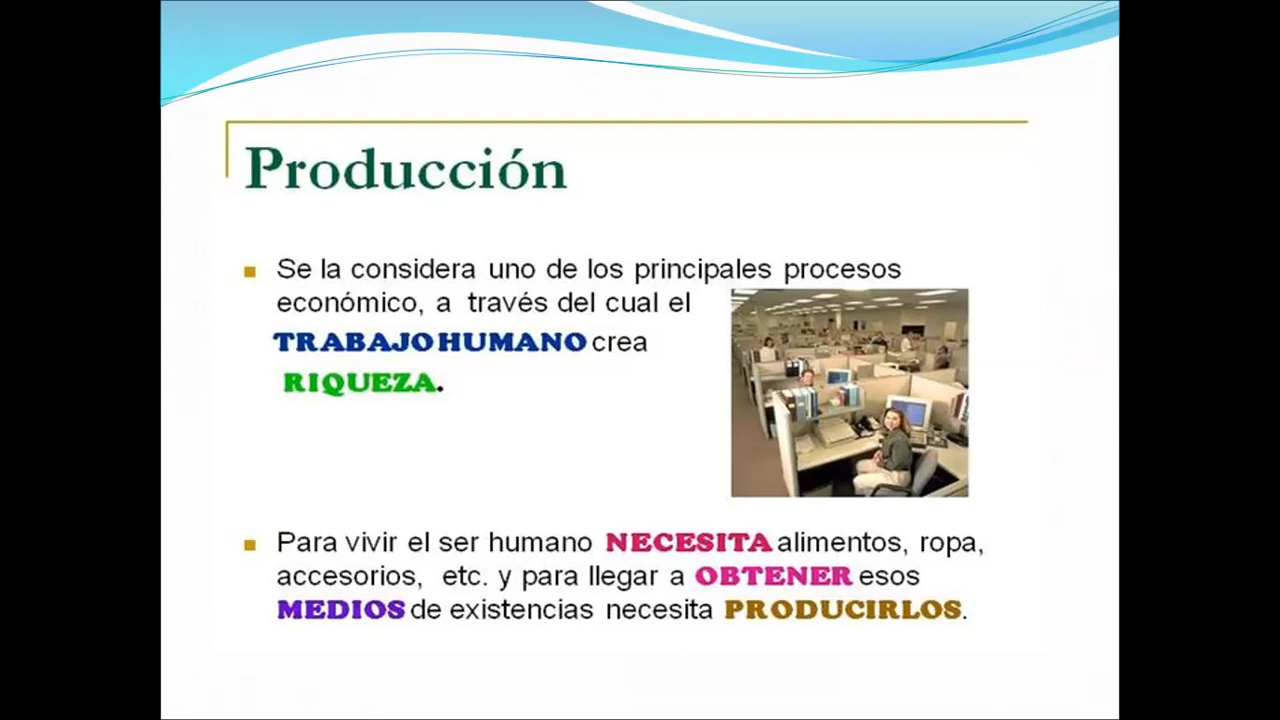 Producción
Se la considera uno de los principales procesos
económico, a través del cual el
TRABAJO HUMANO crea
RIQUEZA.
Para vivir el ser humano NECESITA alimentos, ropa,
accesorios, etc. y para llegar a OBTENER esos
MEDIOS de existencias necesita PRODUCIRLOS.